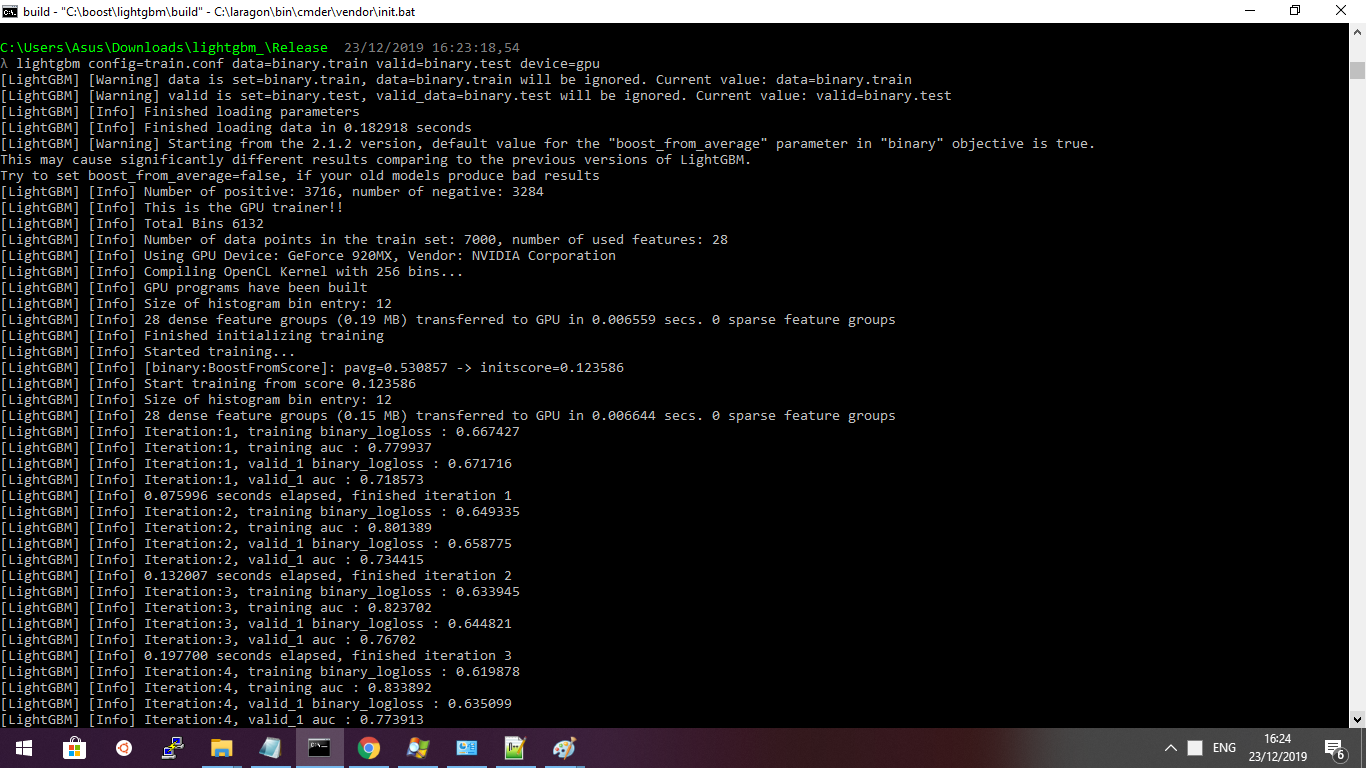 build - "C:\boost\lightgbm\build" - C:\laragon\bin\cmder\vendor\init.bat
C:\Users\Asus\Downloads\lightgbm_\Release 23/12/2019 16:23:18,54
λ lightgbm config=train.conf data=binary.train valid=binary.test device=gpu
[LightGBM] [Warning] data is set=binary.train, data=binary.train will be ignored. Current value: data=binary.train
[LightGBM] [Warning] valid is set=binary.test, valid_data=binary.test will be ignored. Current value: valid=binary.test
[LightGBM] [Info] Finished loading parameters
[LightGBM] [Info] Finished loading data in 0.182918 seconds
[LightGBM] [Warning] Starting from the 2.1.2 version, default value for the "boost_from_average" parameter in "binary" objective is true.
This may cause significantly different results comparing to the previous versions of LightGBM.
Try to set boost_from_average=false, if your old models produce bad results
[LightGBM] [Info] Number of positive: 3716, number of negative: 3284
[LightGBM] [Info] This is the GPU trainer!!
[LightGBM] [Info] Total Bins 6132
[LightGBM] [Info] Number of data points in the train set: 7000, number of used features: 28
[LightGBM] [Info] Using GPU Device: GeForce 920MX, Vendor: NVIDIA Corporation
[LightGBM] [Info] Compiling OpenCL Kernel with 256 bins...
[LightGBM] [Info] GPU programs have been built
[LightGBM] [Info] Size of histogram bin entry: 12
[LightGBM] [Info] 28 dense feature groups (0.19 MB) transferred to GPU in 0.006559 secs. 0 sparse feature groups
[LightGBM] [Info] Finished initializing training
[LightGBM] [Info] Started training...
[LightGBM] [Info] [binary:BoostFromScore]: pavg=0.530857 -> initscore=0.123586
[LightGBM] [Info] Start training from score 0.123586
[LightGBM] [Info] Size of histogram bin entry: 12
[LightGBM] [Info] 28 dense feature groups (0.15 MB) transferred to GPU in 0.006644 secs. 0 sparse feature groups
[LightGBM] [Info] Iteration:1, training binary_logloss : 0.667427
[LightGBM] [Info] Iteration:1, training auc : 0.779937
[LightGBM] [Info] Iteration:1, valid_1 binary_logloss : 0.671716
[LightGBM] [Info] Iteration:1, valid_1 auc : 0.718573
[LightGBM] [Info] 0.075996 seconds elapsed, finished iteration 1
[LightGBM] [Info] Iteration:2, training binary_logloss : 0.649335
[LightGBM] [Info] Iteration:2, training auc : 0.801389
[LightGBM] [Info] Iteration:2, valid_1 binary_logloss : 0.658775
[LightGBM] [Info] Iteration:2, valid_1 auc : 0.734415
[LightGBM] [Info] 0.132007 seconds elapsed, finished iteration 2
[LightGBM] [Info] Iteration:3, training binary_logloss : 0.633945
[LightGBM] [Info] Iteration:3, training auc : 0.823702
[LightGBM] [Info] Iteration:3, valid_1 binary_logloss : 0.644821
[LightGBM] [Info] Iteration:3, valid_1 auc : 0.76702
[LightGBM] [Info] 0.197700 seconds elapsed, finished iteration 3
[LightGBM] [Info] Iteration:4, training binary_logloss : 0.619878
[LightGBM] [Info] Iteration:4, training auc : 0.833892
[LightGBM] [Info] Iteration:4, valid_1 binary_logloss : 0.635099
[LightGBM] [Info] Iteration:4, valid_1 auc : 0.773913
ENG
16:24
23/12/2019
6